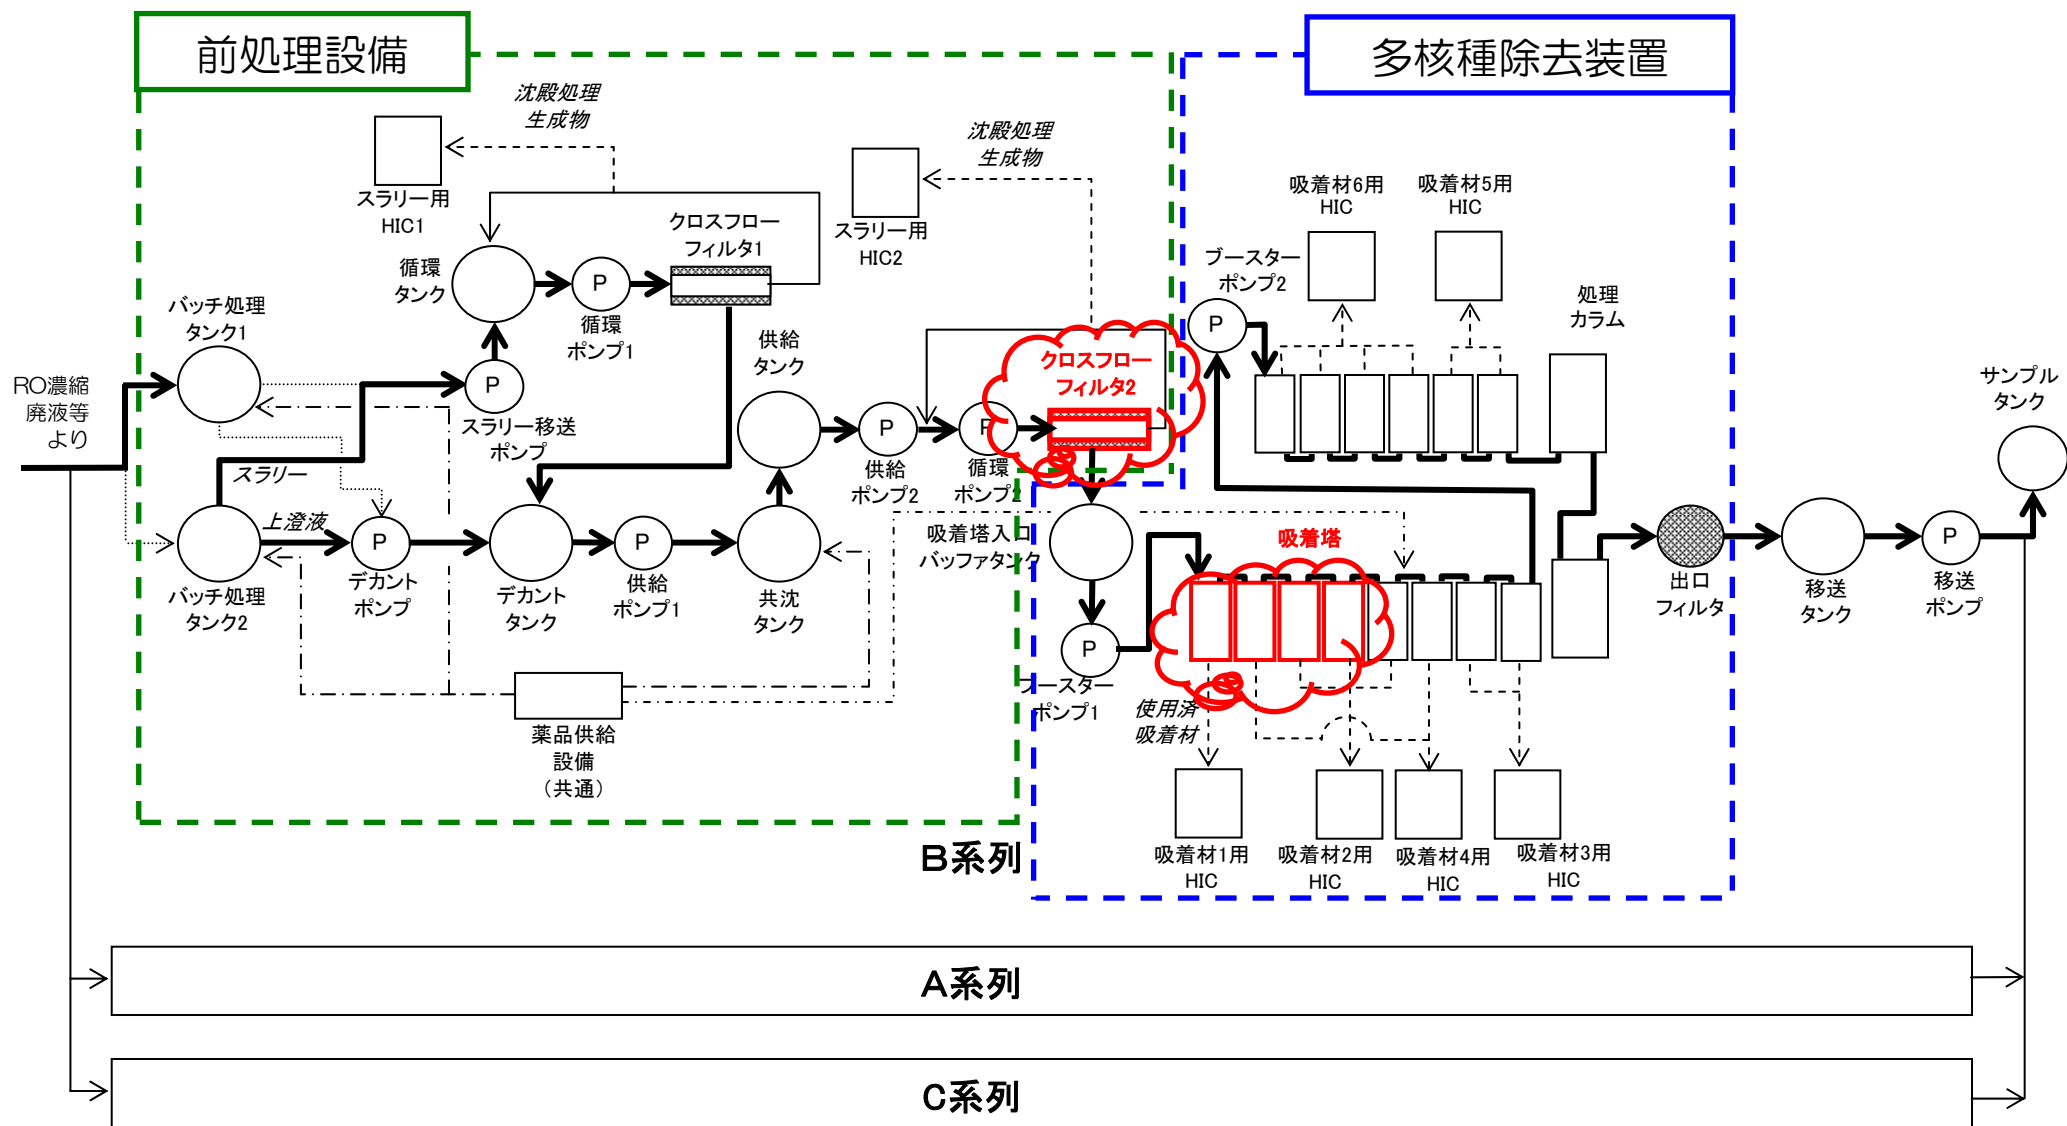 前処理設備
多核種除去装置
沈殿処理
生成物
沈殿処理
生成物
スラリー用
HIC1
スラリー用
HIC2
クロスフロー
フィルタ1
吸着材6用
HIC
吸着材5用
HIC
循環
タンク
P
循環
ポンプ1
ブースター
ポンプ2
P
処理
カラム
バッチ処理
タンク1
供給
タンク
クロスフロー
フィルタ2
RO濃縮
廃液等
より
P
スラリー移送
ポンプ
サンプル
タンク
P
供給
ポンプ2
P
循環
ポンプ2
スラリー
上澄液
P
デカント
ポンプ
バッチ処理
タンク2
デカント
タンク
P
供給
ポンプ1
共沈
タンク
吸着塔入口
バッファタンク
吸着塔
出口
フィルタ
移送
タンク
P
移送
ポンプ
P
ブースター
ポンプ1
使用済
吸着材
薬品供給
設備
（共通）
吸着材1用
HIC
吸着材2用
HIC
吸着材4用
HIC
吸着材3用
HIC
B系列
A系列
C系列